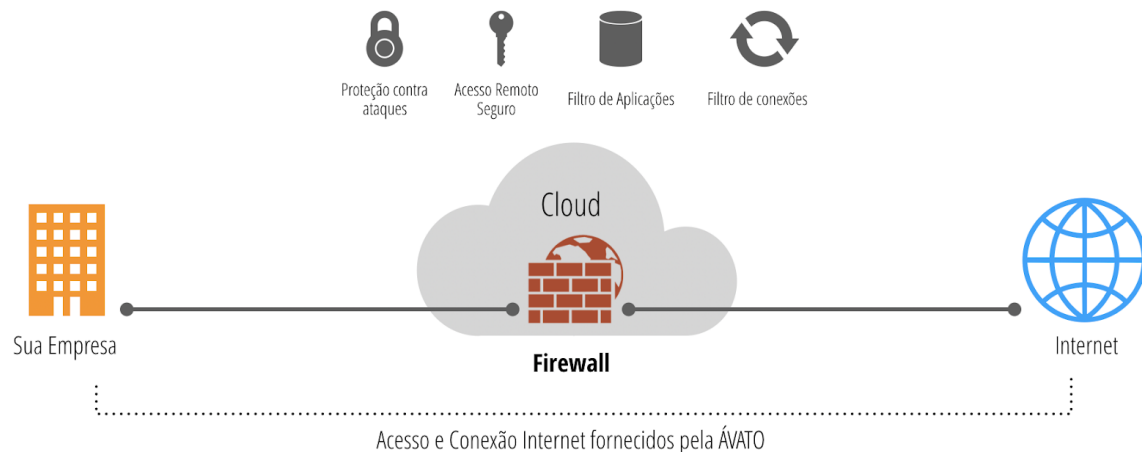 Proteção contra
ataques
Acesso Remoto
Seguro
Filtro de Aplicações
Filtro de conexões
Cloud
Sua Empresa
Firewall
Internet
Acesso e Conexão Internet fornecidos pela ÁVATO